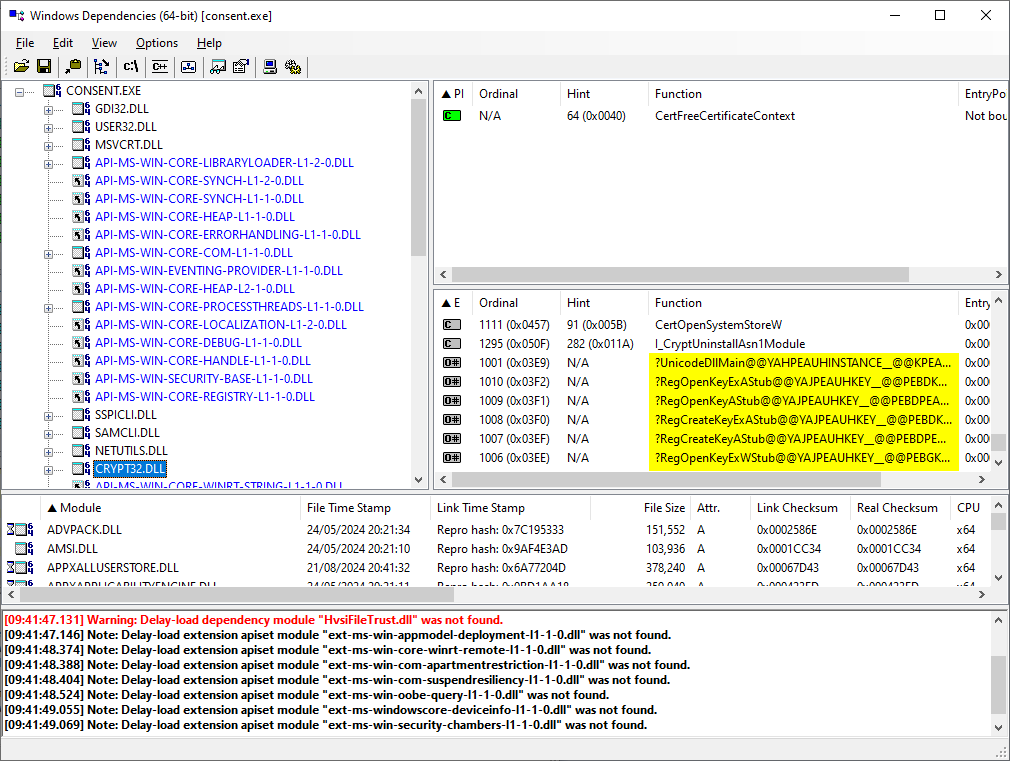 Windows Dependencies (64-bit) [consent.exe]
File Edit View Options Help
C:\ C++
CONSENT.EXE
GDI32.DLL
USER32.DLL
MSVCRT.DLL
API-MS-WIN-CORE-LIBRARYLOADER-L1-2-0.DLL
API-MS-WIN-CORE-SYNCH-L1-2-0.DLL
API-MS-WIN-CORE-SYNCH-L1-1-0.DLL
API-MS-WIN-CORE-HEAP-L1-1-0.DLL
API-MS-WIN-CORE-ERRORHANDLING-L1-1-0.DLL
API-MS-WIN-CORE-COM-L1-1-0.DLL
API-MS-WIN-EVENTING-PROVIDER-L1-1-0.DLL
API-MS-WIN-CORE-HEAP-L2-1-0.DLL
API-MS-WIN-CORE-PROCESSTHREADS-L1-1-0.DLL
API-MS-WIN-CORE-LOCALIZATION-L1-2-0.DLL
API-MS-WIN-CORE-DEBUG-L1-1-0.DLL
API-MS-WIN-CORE-HANDLE-L1-1-0.DLL
API-MS-WIN-SECURITY-BASE-L1-1-0.DLL
API-MS-WIN-CORE-REGISTRY-L1-1-0.DLL
SSPICLI.DLL
SAMCLI.DLL
NETUTILS.DLL
CRYPT32.DLL
API-MS-WIN-CORE-WINRT-STRING-L1-1-0.DLL
PI Ordinal Hint Function EntryPo
C N/A 64 (0x0040) CertFreeCertificateContext Not bou
E Ordinal Hint Function Entry
C 1111 (0x0457) 91 (0x005B) CertOpenSystemStoreW 0x00
C 1295 (0x050F) 282 (0x011A) I_CryptUninstallAsn1Module 0x00
O# 1001 (0x03E9) N/A ?UnicodeDllMain@@YAHPEAUHINSTANCE__@@KPEA... 0x00
O# 1010 (0x03F2) N/A ?RegOpenKeyExAStub@@YAJPEAUHKEY__@@PEBDK... 0x00
O# 1009 (0x03F1) N/A ?RegOpenKeyAStub@@YAJPEAUHKEY__@@PEBDPEA... 0x00
O# 1008 (0x03F0) N/A ?RegCreateKeyExAStub@@YAJPEAUHKEY__@@PEBDK... 0x00
O# 1007 (0x03EF) N/A ?RegCreateKeyAStub@@YAJPEAUHKEY__@@PEBDPE... 0x00
O# 1006 (0x03EE) N/A ?RegOpenKeyExWStub@@YAJPEAUHKEY__@@PEBGK... 0x00
Module File Time Stamp Link Time Stamp File Size Attr. Link Checksum Real Checksum CPU
ADVPACK.DLL 24/05/2024 20:21:34 Repro hash: 0x7C195333 151,552 A 0x0002586E 0x0002586E x64
AMSI.DLL 24/05/2024 20:21:10 Repro hash: 0x9AF4E3AD 103,936 A 0x0001CC34 0x0001CC34 x64
APPXALLUSERSTORE.DLL 21/08/2024 20:41:32 Repro hash: 0x6A77204D 378,240 A 0x00067D43 0x00067D43 x64
APPXAPPLICABILITYENGINE.DLL 24/05/2024 20:21:11 Repro hash: A x64
[09:41:47.131] Warning: Delay-load dependency module "HvsiFileTrust.dll" was not found.
[09:41:47.146] Note: Delay-load extension apiset module "ext-ms-win-appmodel-deployment-l1-1-0.dll" was not found.
[09:41:48.374] Note: Delay-load extension apiset module "ext-ms-win-core-winrt-remote-l1-1-0.dll" was not found.
[09:41:48.388] Note: Delay-load extension apiset module "ext-ms-win-com-apartmentrestriction-l1-1-0.dll" was not found.
[09:41:48.404] Note: Delay-load extension apiset module "ext-ms-win-com-suspendresiliency-l1-1-0.dll" was not found.
[09:41:48.524] Note: Delay-load extension apiset module "ext-ms-win-oobe-query-l1-1-0.dll" was not found.
[09:41:49.055] Note: Delay-load extension apiset module "ext-ms-windowscore-deviceinfo-l1-1-0.dll" was not found.
[09:41:49.069] Note: Delay-load extension apiset module "ext-ms-win-security-chambers-l1-1-0.dll" was not found.